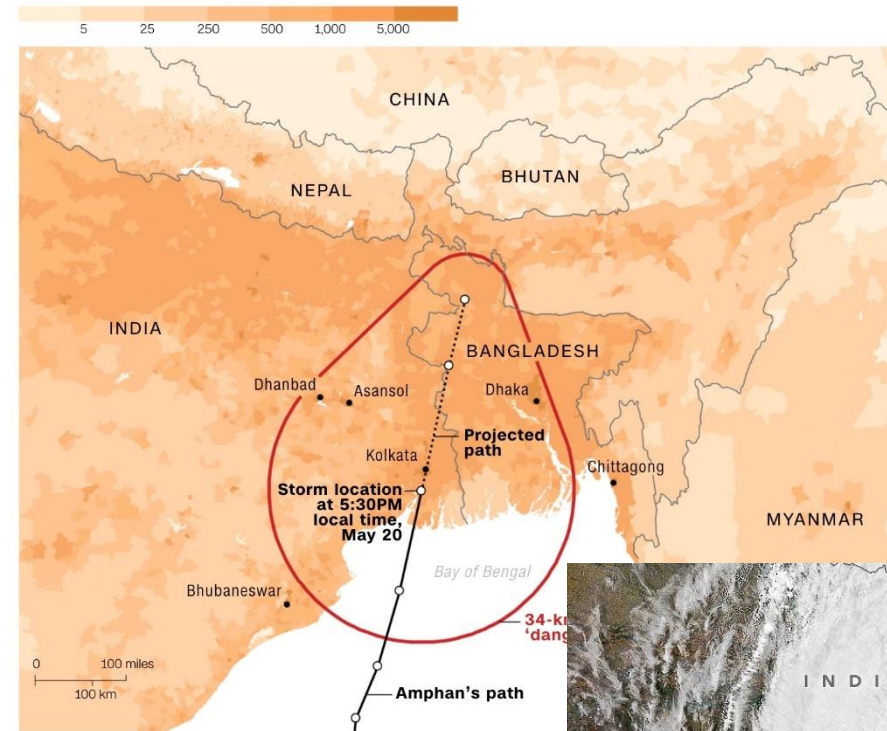 5 25 250 500 1,000 5,000
CHINA
NEPAL
BHUTAN
INDIA
BANGLADESH
Dhanbad
Asansol
Dhaka
Projected
path
Kolkata
Chittagong
Storm location
at 5:30PM
local time,
May 20
MYANMAR
Bay of Bengal
Bhubaneswar
34-
0 100 miles
100 km
Amphan's path
I N D I